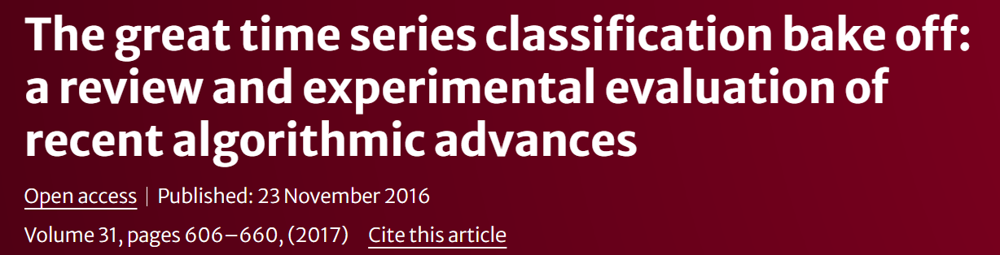 The great time series classification bake off:
a review and experimental evaluation of
recent algorithmic advances
Open access | Published: 23 November 2016
Volume 31, pages 606–660, (2017) Cite this article